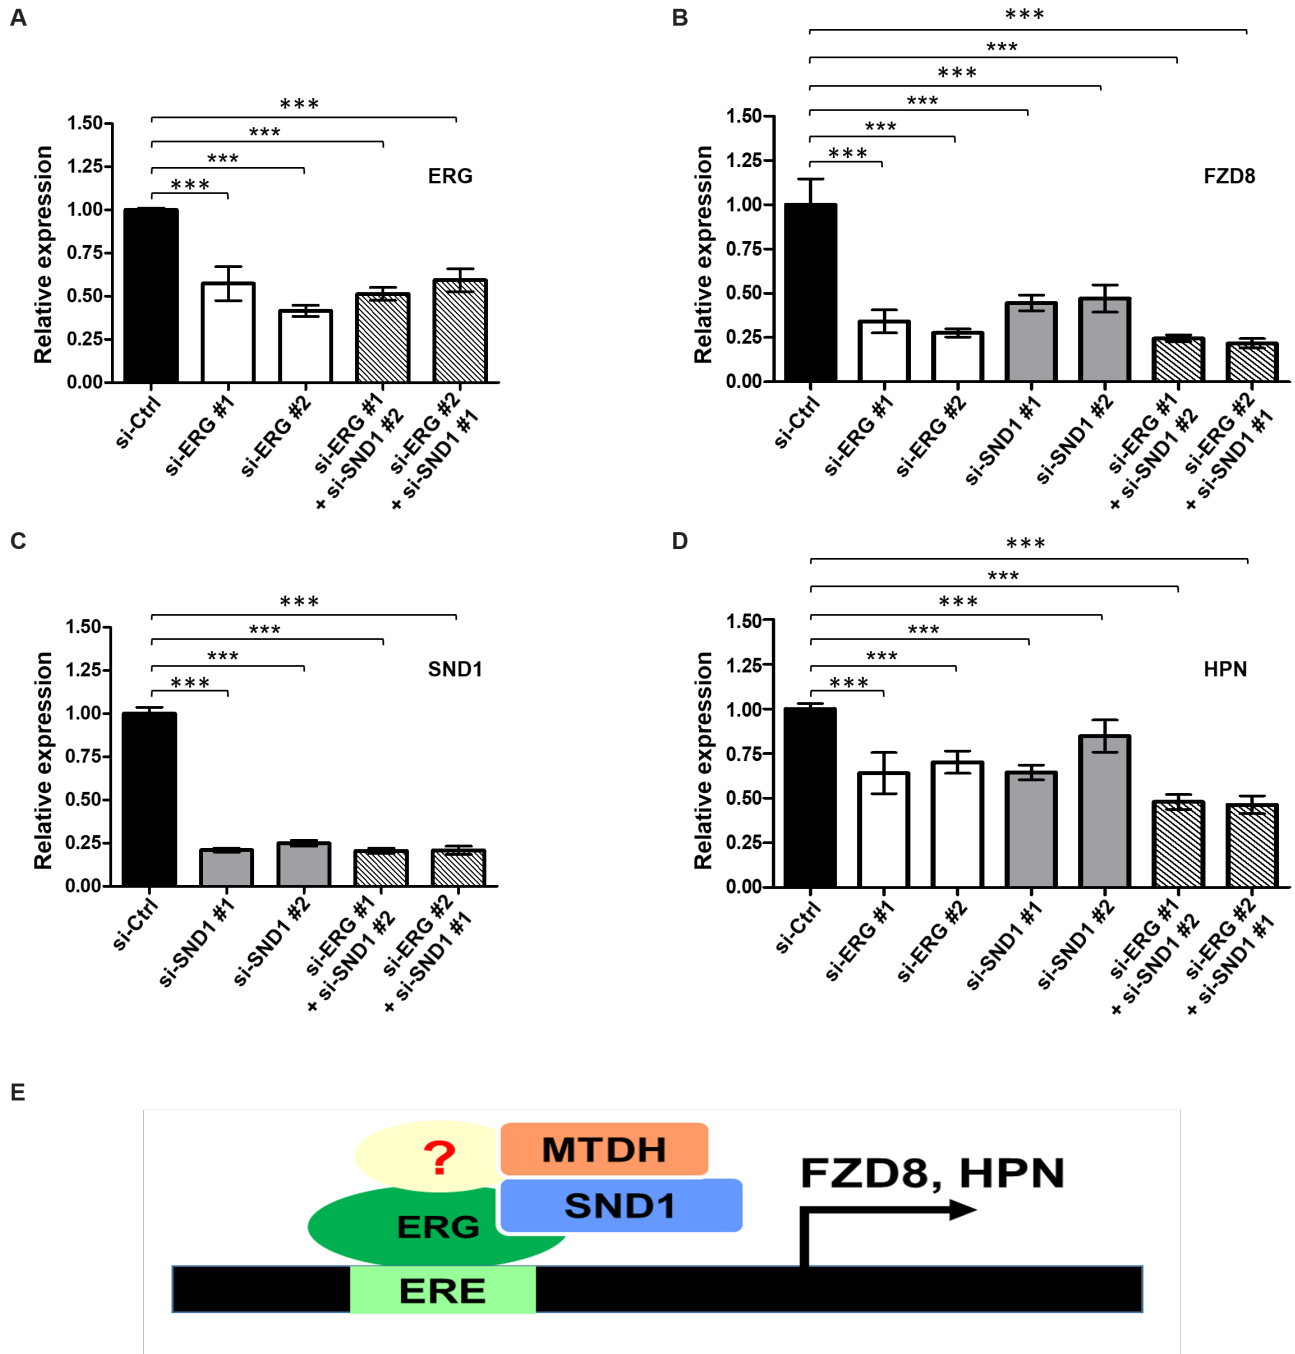 A
***
***
***
***
ERG
Relative expression
1.50
1.25
1.00
0.75
0.50
0.25
0.00
si-Ctrl
si-ERG #1
si-ERG #2
si-ERG #1
+ si-SND1 #2
si-ERG #2
+ si-SND1 #1
B
***
***
***
***
***
***
FZD8
Relative expression
1.50
1.25
1.00
0.75
0.50
0.25
0.00
si-Ctrl
si-ERG #1
si-ERG #2
si-SND1 #1
si-SND1 #2
si-ERG #1
+ si-SND1 #2
si-ERG #2
+ si-SND1 #1
C
***
***
***
***
SND1
Relative expression
1.50
1.25
1.00
0.75
0.50
0.25
0.00
si-Ctrl
si-SND1 #1
si-SND1 #2
si-ERG #1
+ si-SND1 #2
si-ERG #2
+ si-SND1 #1
D
***
***
***
***
***
***
HPN
Relative expression
1.50
1.25
1.00
0.75
0.50
0.25
0.00
si-Ctrl
si-ERG #1
si-ERG #2
si-SND1 #1
si-SND1 #2
si-ERG #1
+ si-SND1 #2
si-ERG #2
+ si-SND1 #1
E
?
MTDH
FZD8, HPN
SND1
ERG
ERE